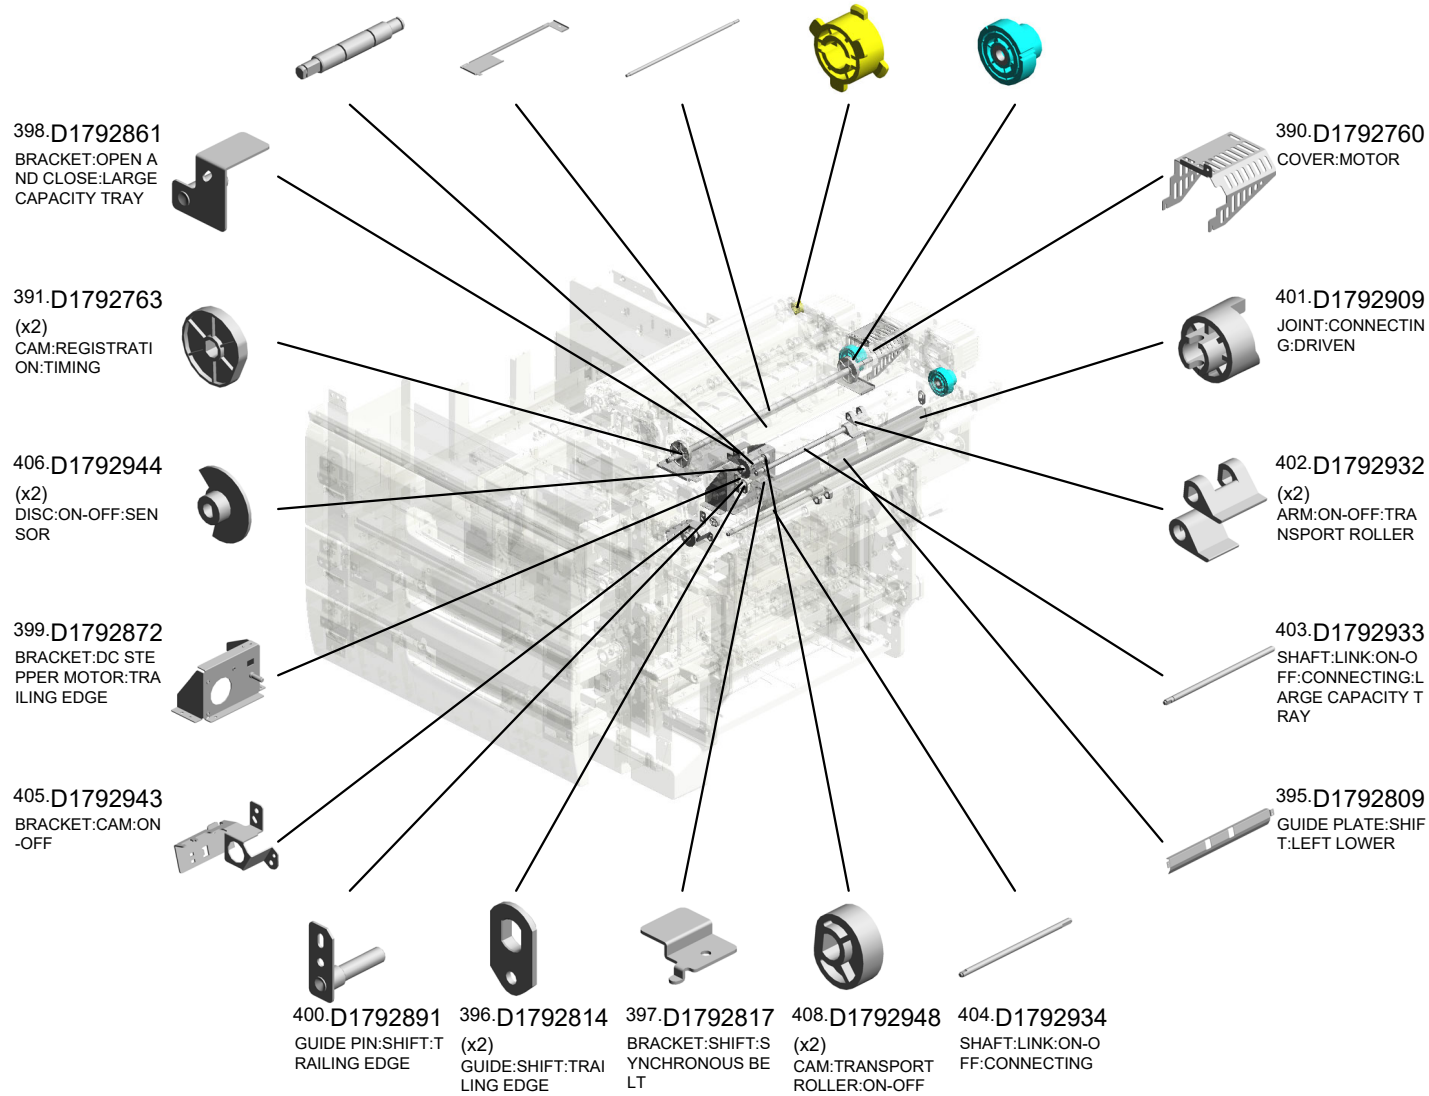 398.D1792861
BRACKET:OPEN A
ND CLOSE:LARGE
CAPACITY TRAY
390.D1792760
COVER:MOTOR
391.D1792763
(x2)
CAM:REGISTRATI
ON:TIMING
401.D1792909
JOINT:CONNECTIN
G:DRIVEN
406.D1792944
(x2)
DISC:ON-OFF:SEN
SOR
402.D1792932
(x2)
ARM:ON-OFF:TRA
NSPORT ROLLER
399.D1792872
BRACKET:DC STE
PPER MOTOR:TRA
ILING EDGE
403.D1792933
SHAFT:LINK:ON-O
FF:CONNECTING:L
ARGE CAPACITY T
RAY
405.D1792943
BRACKET:CAM:ON
-OFF
395.D1792809
GUIDE PLATE:SHIF
T:LEFT LOWER
400.D1792891
GUIDE PIN:SHIFT:T
RAILING EDGE
396.D1792814
(x2)
GUIDE:SHIFT:TRAI
LING EDGE
397.D1792817
BRACKET:SHIFT:S
YNCHRONOUS BE
LT
408.D1792948
(x2)
CAM:TRANSPORT
ROLLER:ON-OFF
404.D1792934
SHAFT:LINK:ON-O
FF:CONNECTING